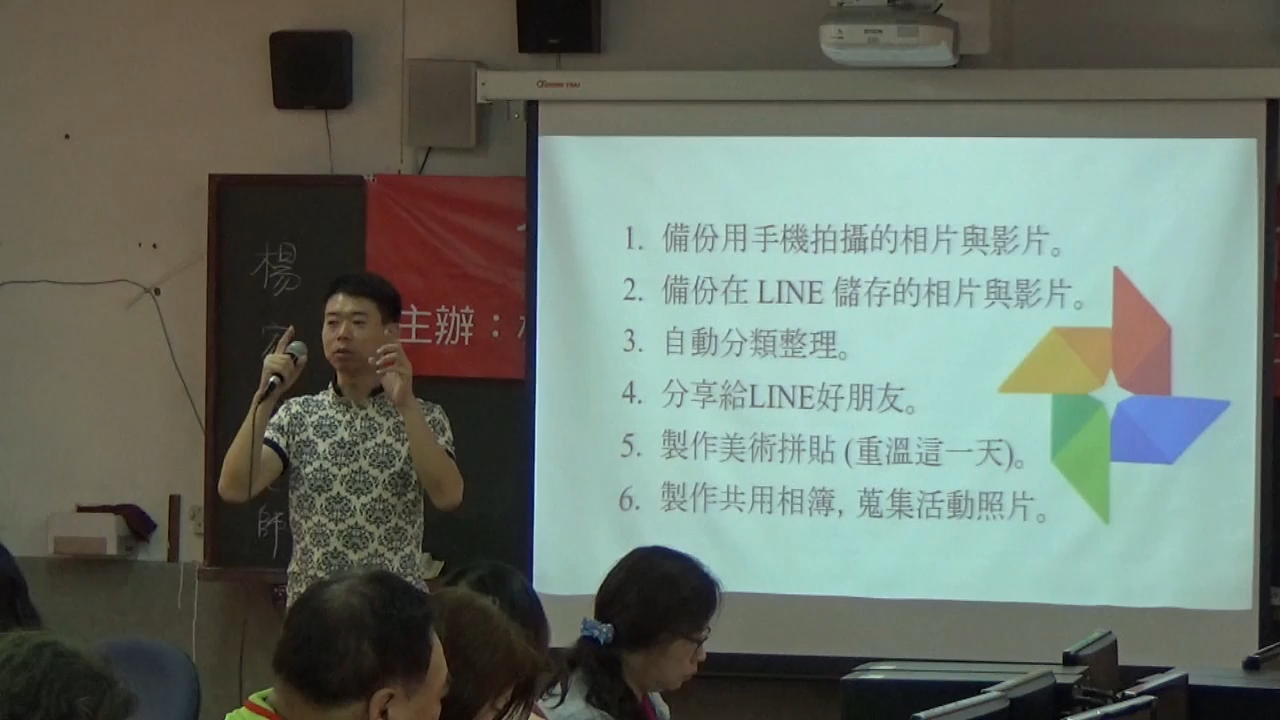 EPSON
楊
師
主辦：
1. 備份用手機拍攝的相片與影片。
2. 備份在 LINE 儲存的相片與影片。
3. 自動分類整理。
4. 分享給LINE好朋友。
5. 製作美術拼貼 (重溫這一天)。
6. 製作共用相簿, 蒐集活動照片。